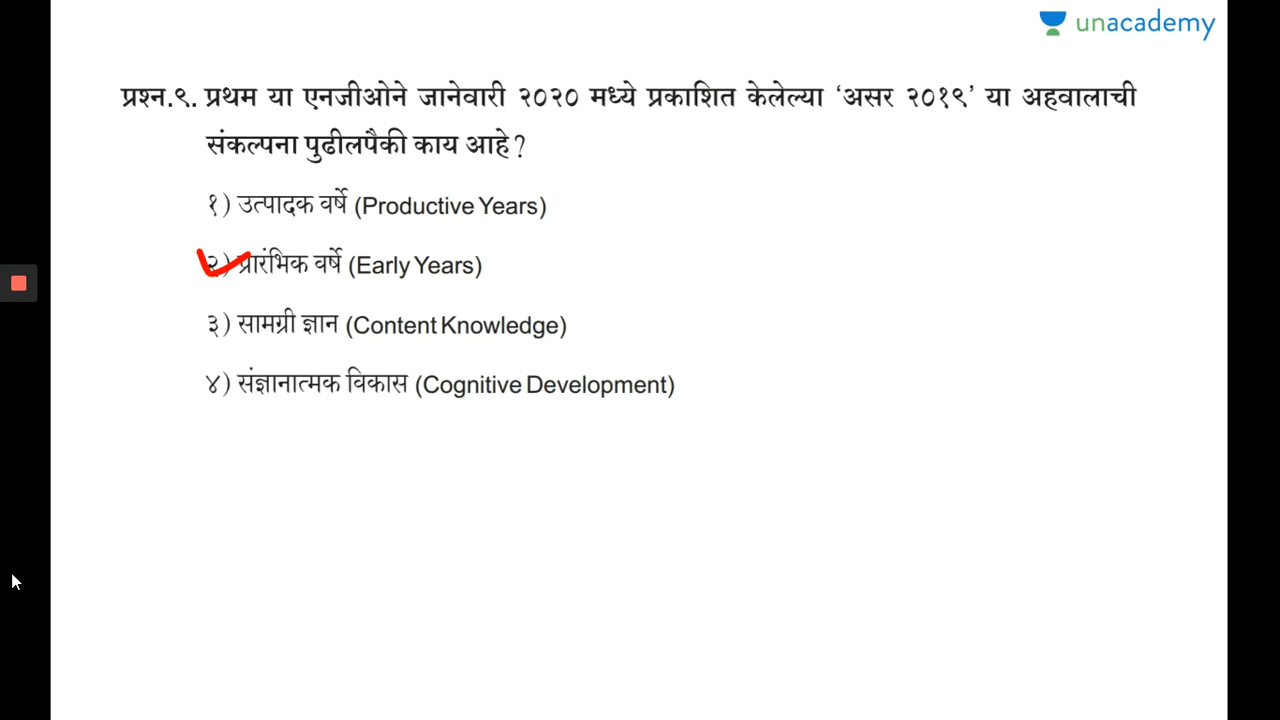 unacademy
प्रश्न.९. प्रथम या एनजीओने जानेवारी २०२० मध्ये प्रकाशित केलेल्या ‘असर २०१९’ या अहवालाची
संकल्पना पुढीलपैकी काय आहे?
१) उत्पादक वर्षे (Productive Years)
२) प्रारंभिक वर्षे (Early Years)
३) सामग्री ज्ञान (Content Knowledge)
४) संज्ञानात्मक विकास (Cognitive Development)